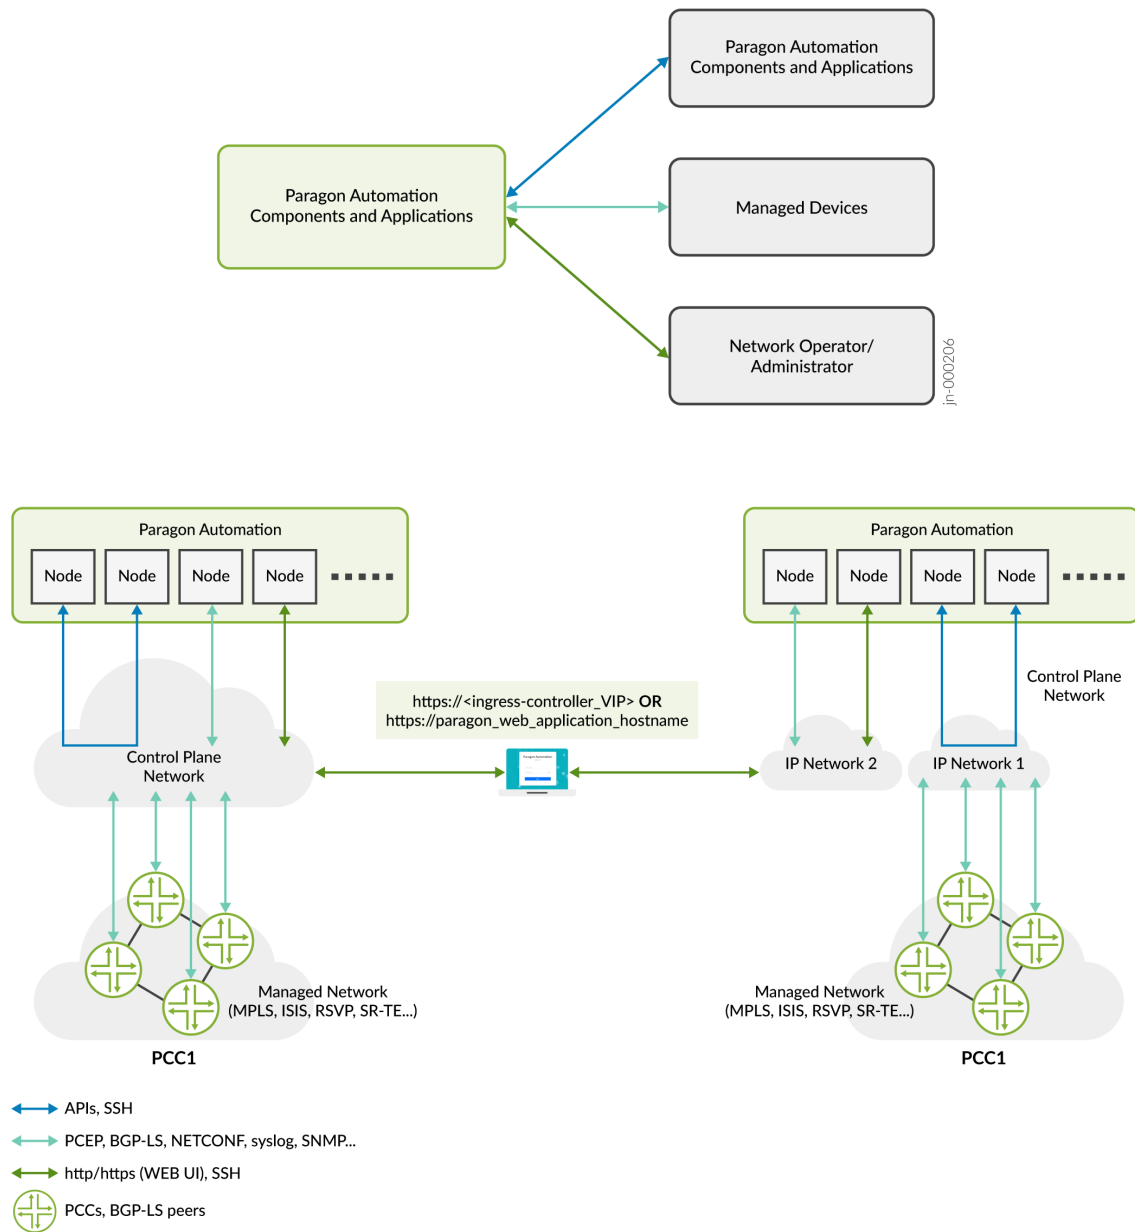 Paragon Automation
Components and Applications
Paragon Automation
Components and Applications
Managed Devices
Network Operator/
Administrator
jn-000206
Paragon Automation
Node Node Node Node
Paragon Automation
Node Node Node Node
Control Plane
Network
https://<ingress-controller_VIP> OR
https://paragon_web_application_hostname
Control Plane
Network
Paragon Automation
IP Network 2
IP Network 1
Managed Network
(MPLS, ISIS, RSVP, SR-TE...)
PCC1
Managed Network
(MPLS, ISIS, RSVP, SR-TE...)
PCC1
APIs, SSH
PCEP, BGP-LS, NETCONF, syslog, SNMP...
http/https (WEB UI), SSH
PCCs, BGP-LS peers